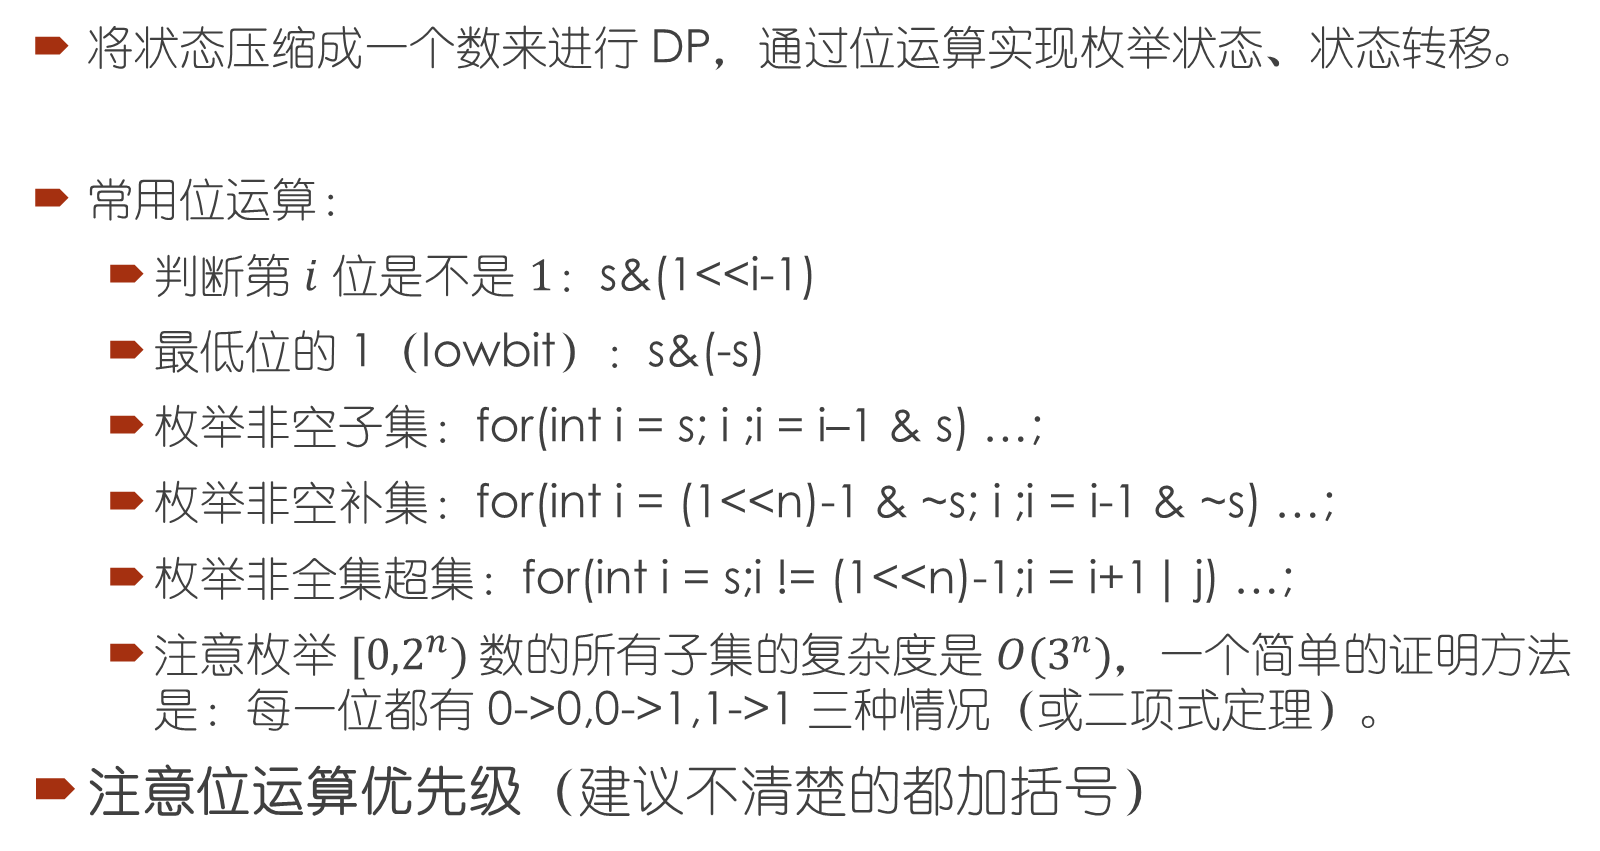 将状态压缩成一个数来进行 DP，通过位运算实现枚举状态、状态转移。
常用位运算：
判断第 i 位是不是 1：s&(1<<i-1)
最低位的 1（lowbit）：s&(-s)
枚举非空子集：for(int i = s; i ;i = i–1 & s) …;
枚举非空补集：for(int i = (1<<n)-1 & ~s; i ;i = i-1 & ~s) …;
枚举非全集超集：for(int i = s;i != (1<<n)-1;i = i+1 | j) …;
注意枚举 [0,2ⁿ) 数的所有子集的复杂度是 O(3ⁿ)，一个简单的证明方法
是：每一位都有 0->0,0->1,1->1 三种情况（或二项式定理）。
注意位运算优先级（建议不清楚的都加括号）